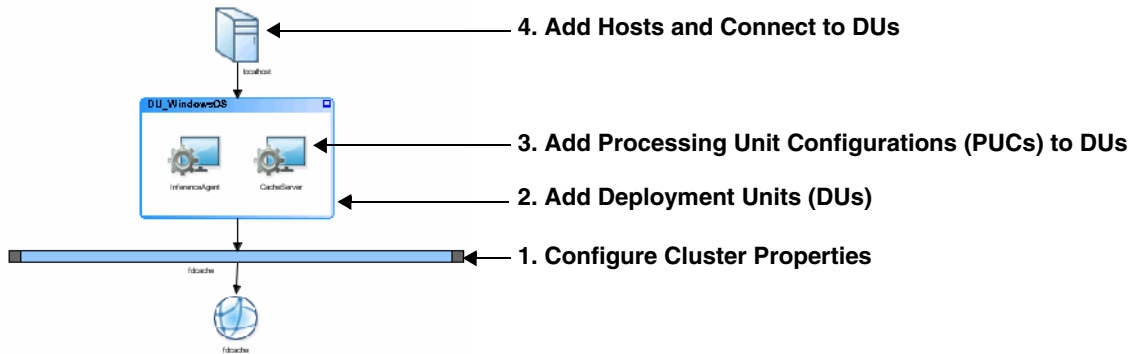 4. Add Hosts and Connect to DUs
localhost
DU_WindowsOS
3. Add Processing Unit Configurations (PUCs) to DUs
InferenceAgent CacheServer
2. Add Deployment Units (DUs)
1. Configure Cluster Properties
fdcache
fdcache